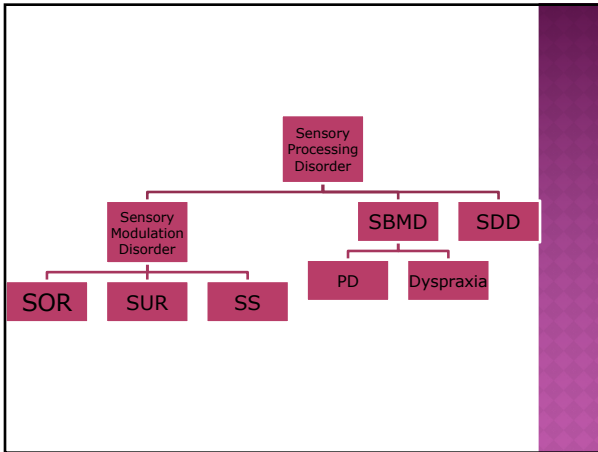 Sensory
Processing
Disorder
Sensory
Modulation
Disorder
SBMD
SDD
SOR
SUR
SS
PD
Dyspraxia